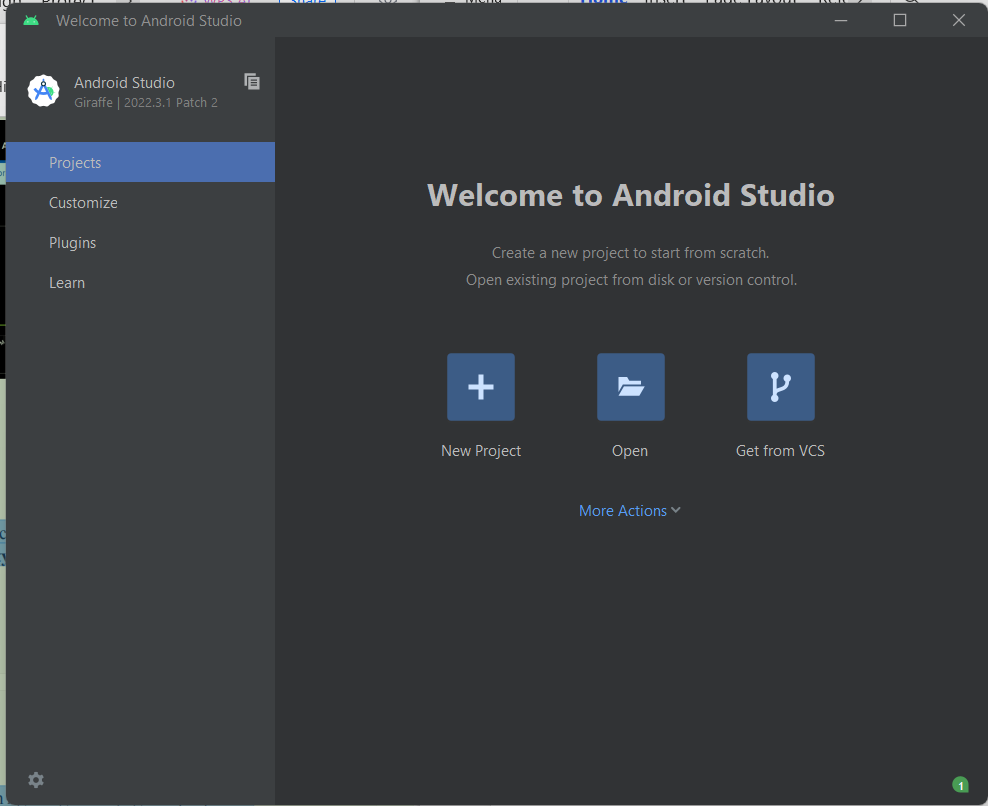 Welcome to Android Studio
Android Studio
Giraffe | 2022.3.1 Patch 2
Projects
Customize
Plugins
Learn
Welcome to Android Studio
Create a new project to start from scratch.
Open existing project from disk or version control.
New Project
Open
Get from VCS
More Actions
1